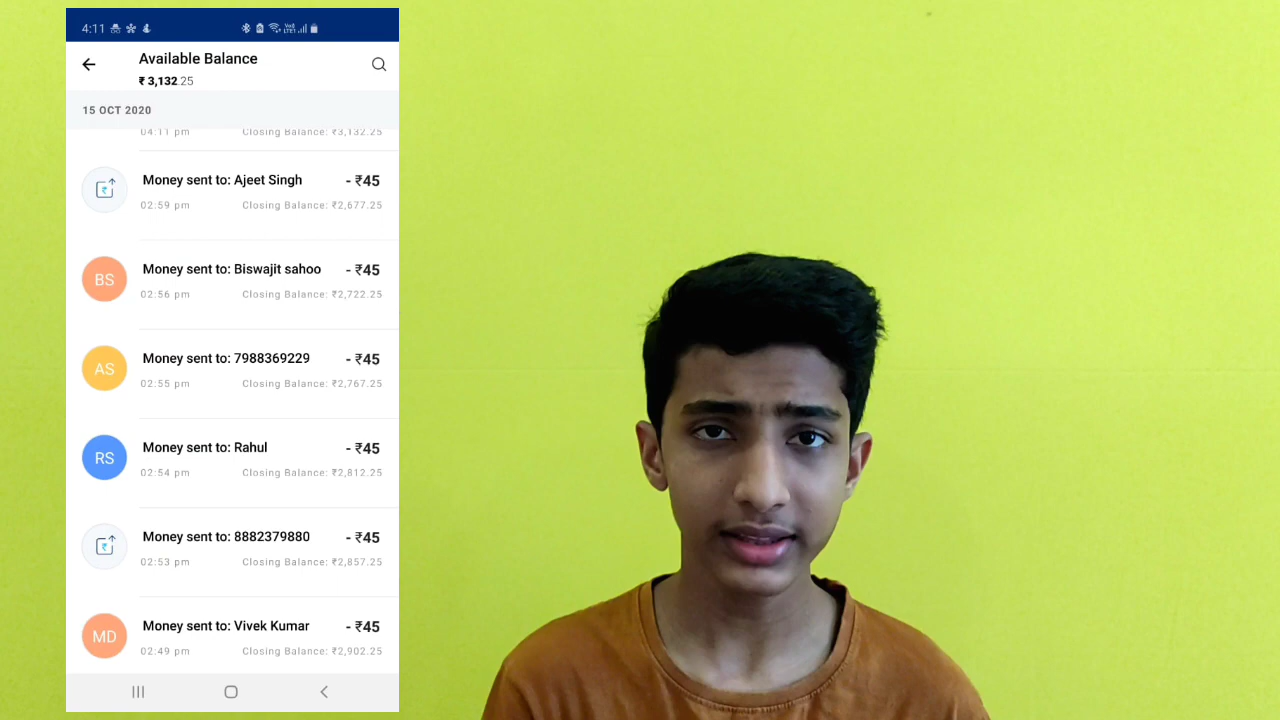 4:11
Available Balance
₹ 3,132.25
15 OCT 2020
04:11 pm Closing Balance: ₹3,132.25
Money sent to: Ajeet Singh - ₹45
02:59 pm Closing Balance: ₹2,677.25
BS Money sent to: Biswajit sahoo - ₹45
02:56 pm Closing Balance: ₹2,722.25
AS Money sent to: 7988369229 - ₹45
02:55 pm Closing Balance: ₹2,767.25
RS Money sent to: Rahul - ₹45
02:54 pm Closing Balance: ₹2,812.25
Money sent to: 8882379880 - ₹45
02:53 pm Closing Balance: ₹2,857.25
MD Money sent to: Vivek Kumar - ₹45
02:49 pm Closing Balance: ₹2,902.25